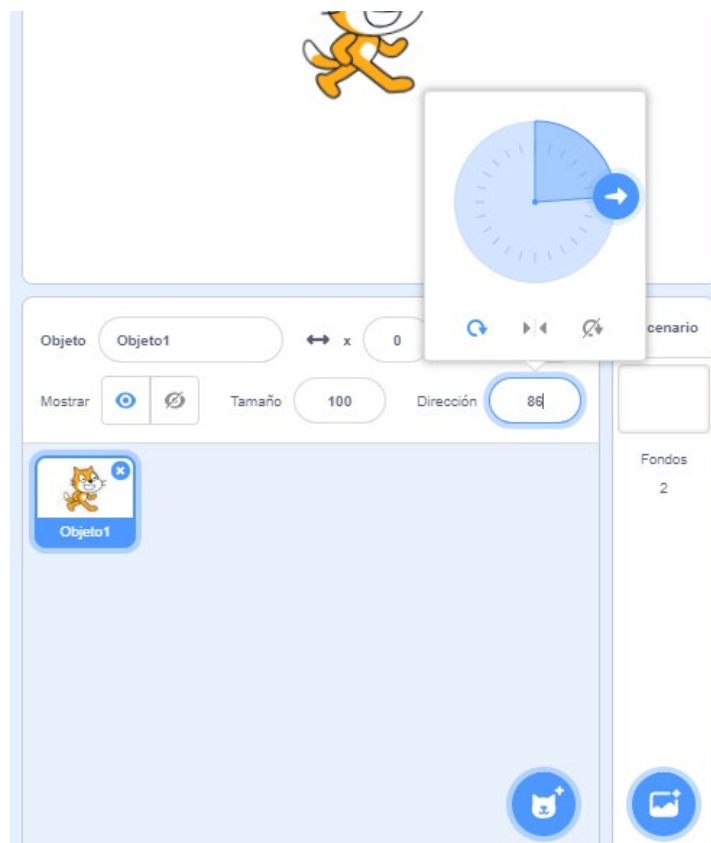 Objeto Objeto1 x 0 cenario
Mostrar Tamaño 100 Dirección 86
Fondos
2
Objeto1